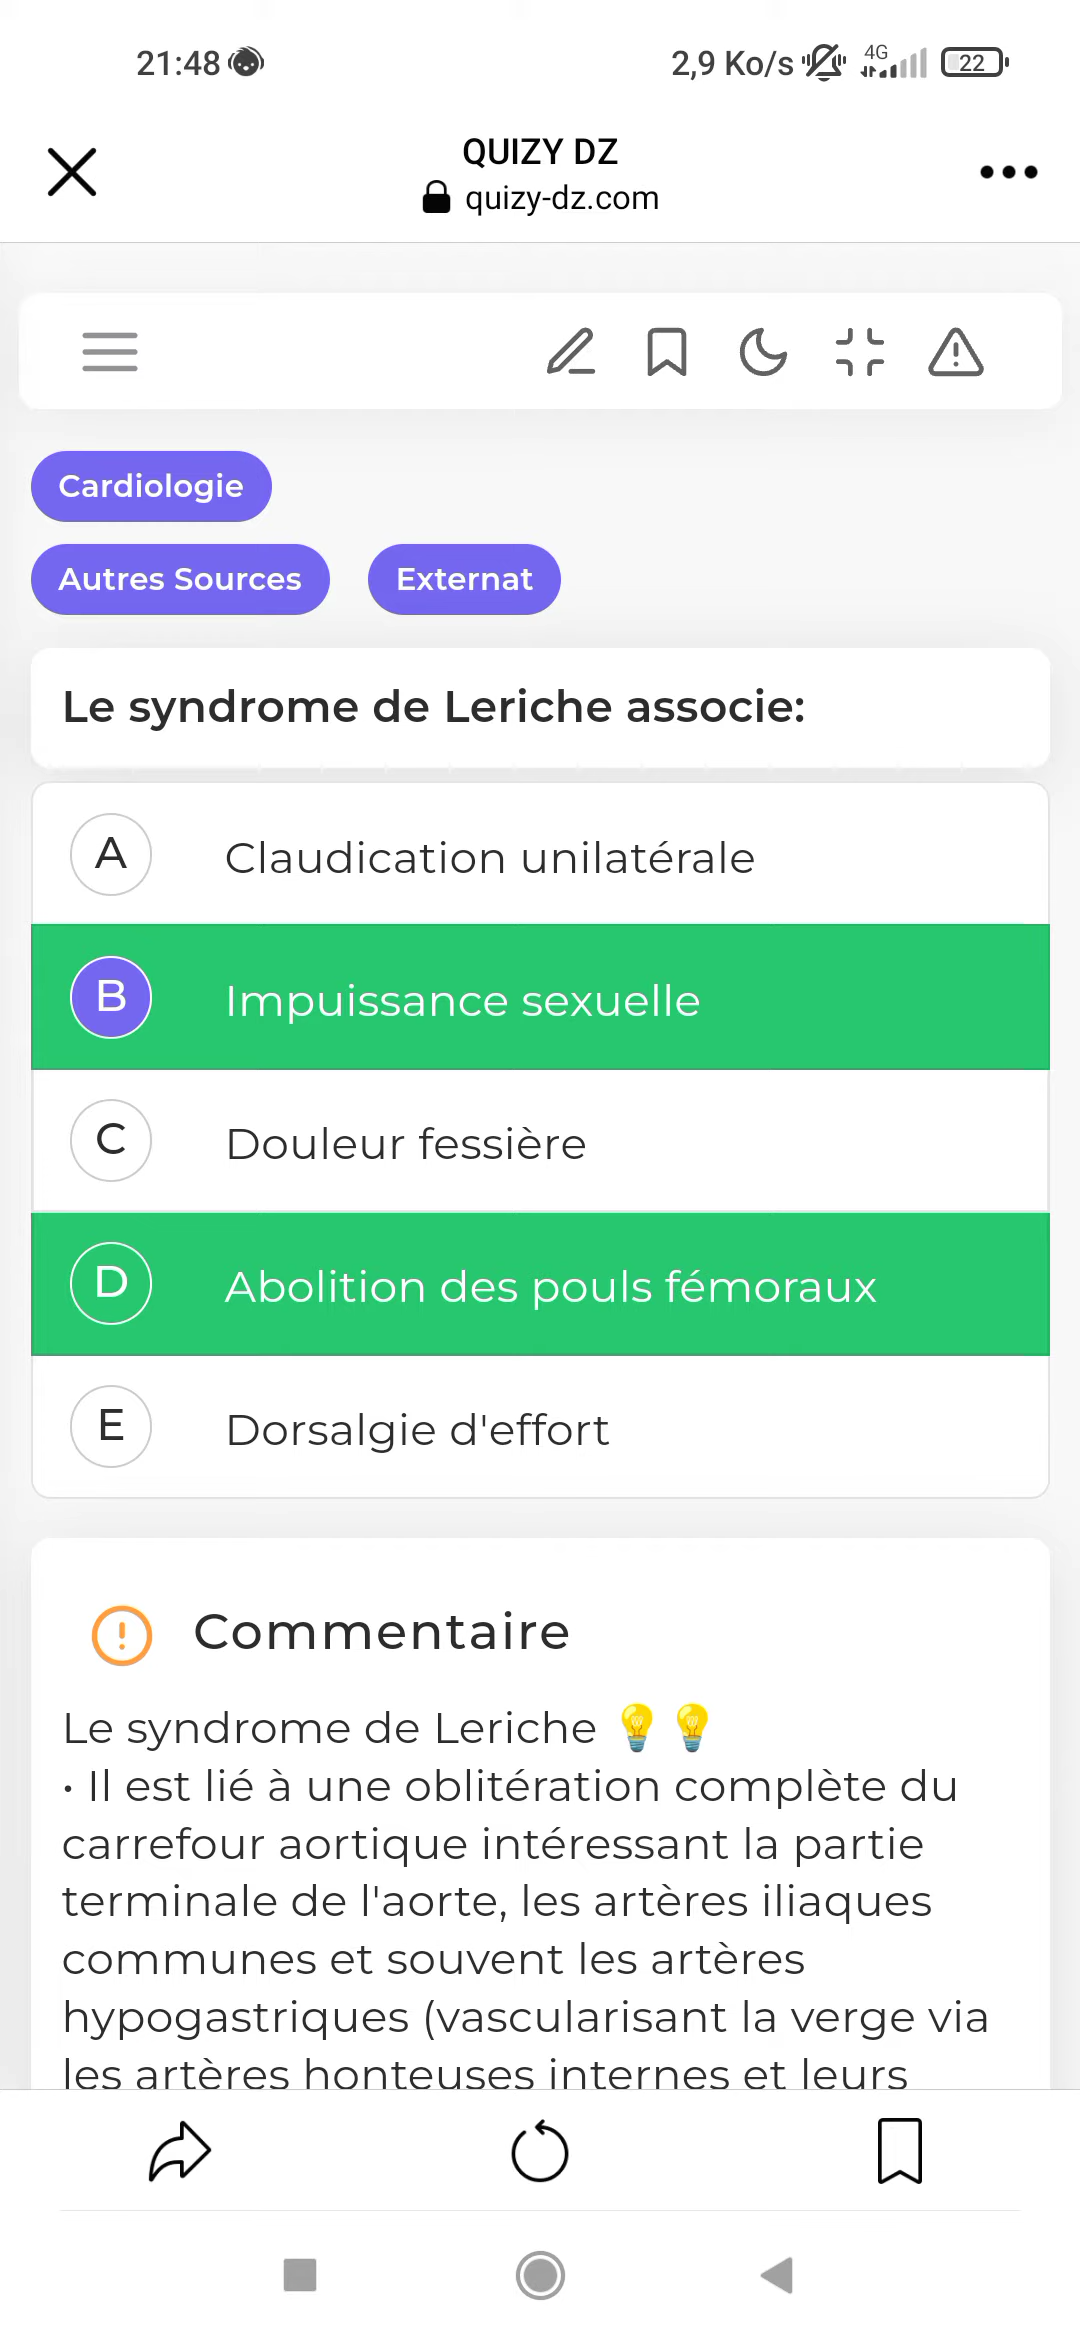 21:48
2,9 Ko/s 4G 22
QUIZY DZ
quizy-dz.com
Cardiologie
Autres Sources Externat
Le syndrome de Leriche associe:
A Claudication unilatérale
B Impuissance sexuelle
C Douleur fessière
D Abolition des pouls fémoraux
E Dorsalgie d'effort
Commentaire
Le syndrome de Leriche 💡💡
• Il est lié à une oblitération complète du
carrefour aortique intéressant la partie
terminale de l'aorte, les artères iliaques
communes et souvent les artères
hypogastriques (vascularisant la verge via
les artères honteuses internes et leurs